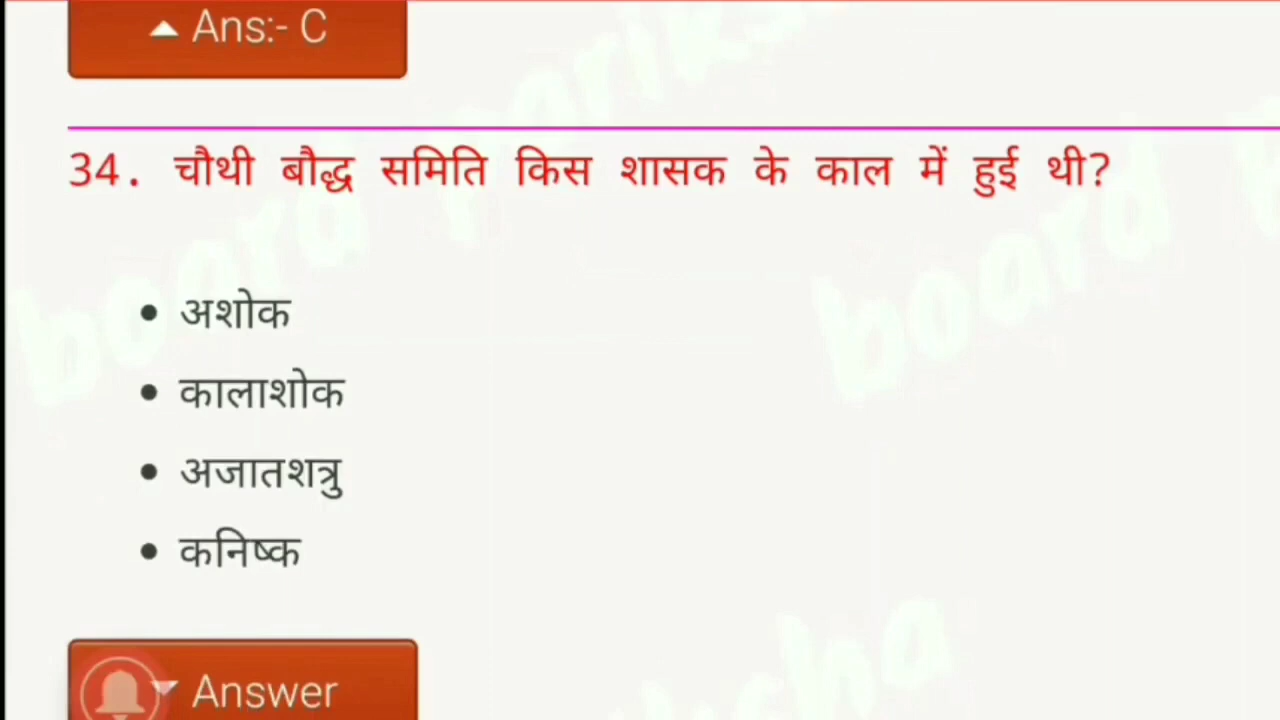 Ans:- C
34. चौथी बौद्ध समिति किस शासक के काल में हुई थी?
अशोक
कालाशोक
अजातशत्रु
कनिष्क
Answer